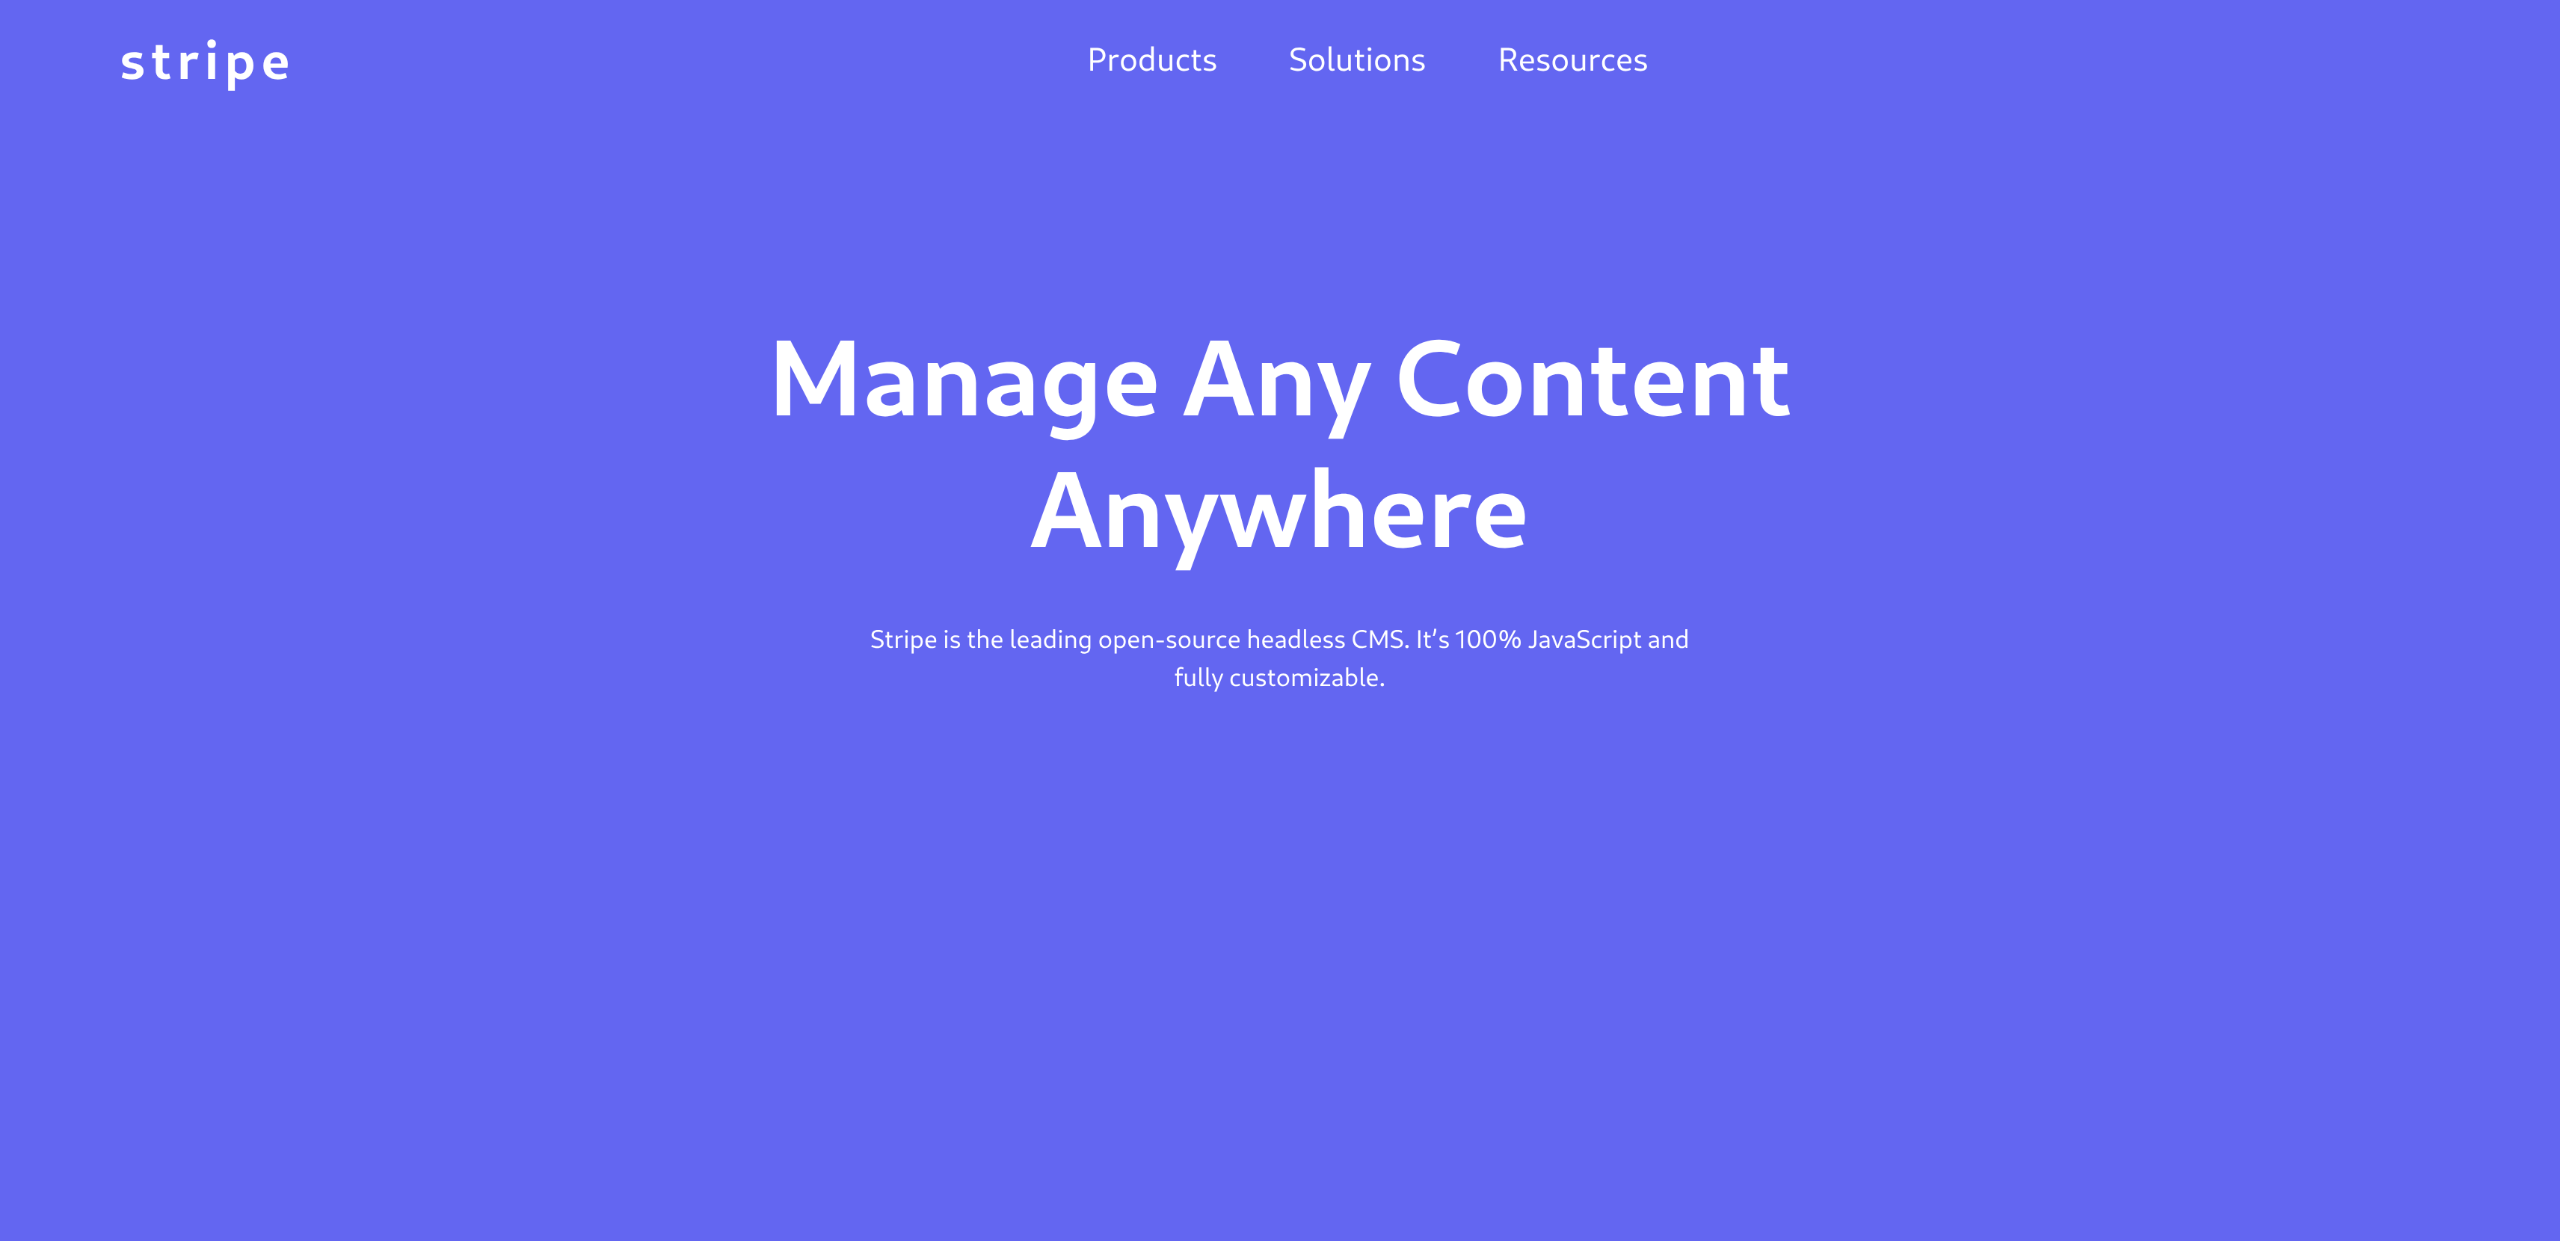 stripe
Products
Solutions
Resources
Manage Any Content
Anywhere
Stripe is the leading open-source headless CMS. It’s 100% JavaScript and
fully customizable.